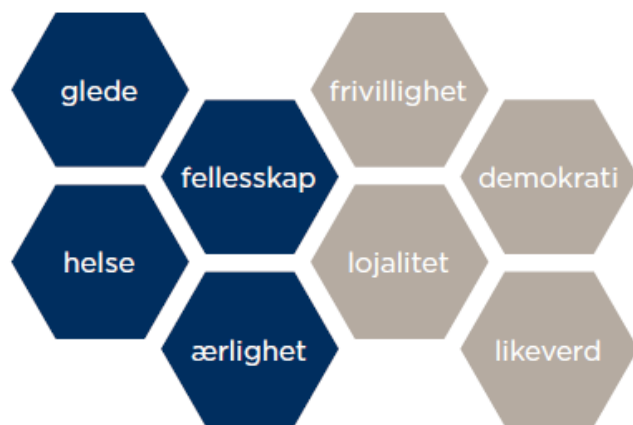 glede
frivillighet
fellesskap
demokrati
helse
lojalitet
ærlighet
likeverd